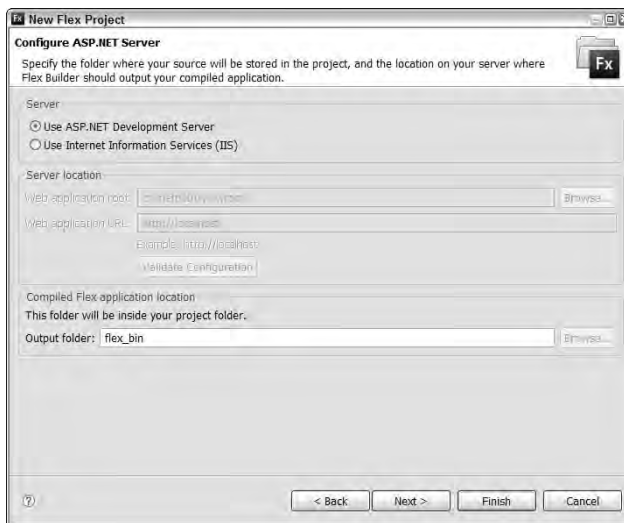 Fx New Flex Project
Configure ASP.NET Server
Specify the folder where your source will be stored in the project, and the location on your server where
Flex Builder should output your compiled application.
Fx
Server
Use ASP.NET Development Server
Use Internet Information Services (IIS)
Server location
Web application root:
Browse...
Web application URL: http://localhost
Example: http://localhost
Validate Configuration
Compiled Flex application location
This folder will be inside your project folder.
Output folder: flex_bin
Browse...
?
< Back
Next >
Finish
Cancel